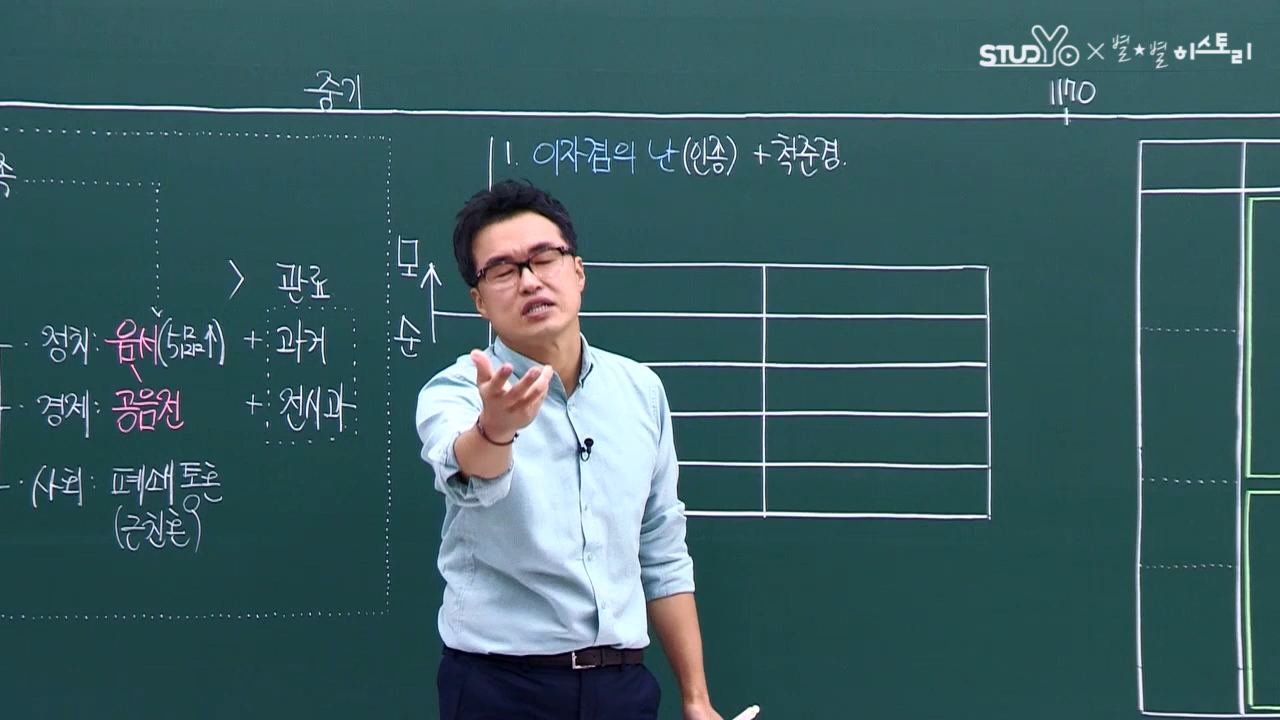 STUDYO × 별★별 히스토리
중기
1170
1. 이자겸의 난(인종) + 척준경.
족
모
순
> 관료
정치: 음서(5품↑) + 과거
경제: 공음전 + 전시과
사회: 폐쇄 통혼
(근친혼)